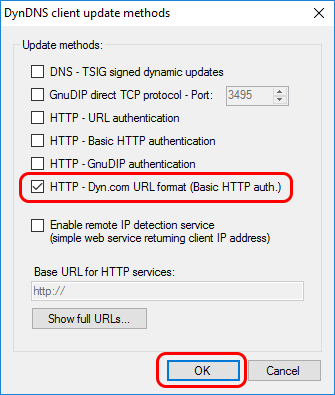 DynDNS client update methods
Update methods:
DNS - TSIG signed dynamic updates
GnuDIP direct TCP protocol - Port: 3495
HTTP - URL authentication
HTTP - Basic HTTP authentication
HTTP - GnuDIP authentication
HTTP - Dyn.com URL format (Basic HTTP auth.)
Enable remote IP detection service
(simple web service returning client IP address)
Base URL for HTTP services:
http://
Show full URLs...
OK Cancel